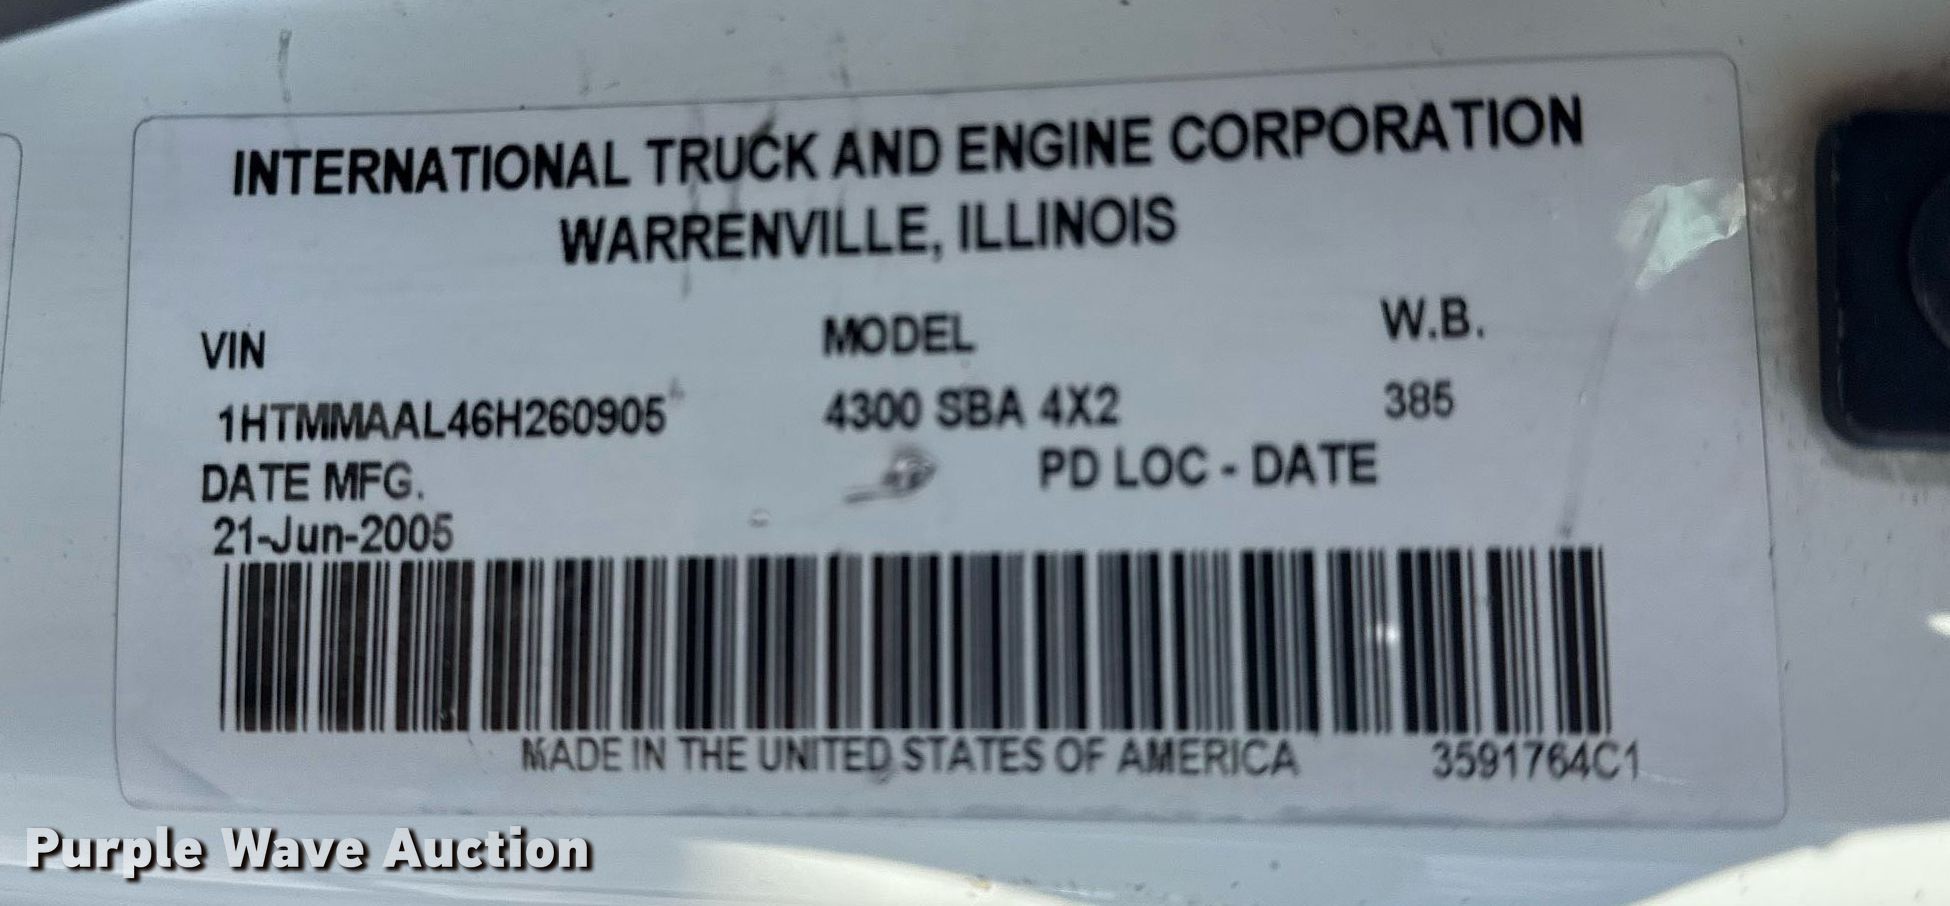 INTERNATIONAL TRUCK AND ENGINE CORPORATION
WARRENVILLE, ILLINOIS
VIN MODEL W.B.
1HTMMAAL46H260905 4300 SBA 4X2 385
DATE MFG. PD LOC - DATE
21-Jun-2005
MADE IN THE UNITED STATES OF AMERICA 3591764C1
Purple Wave Auction